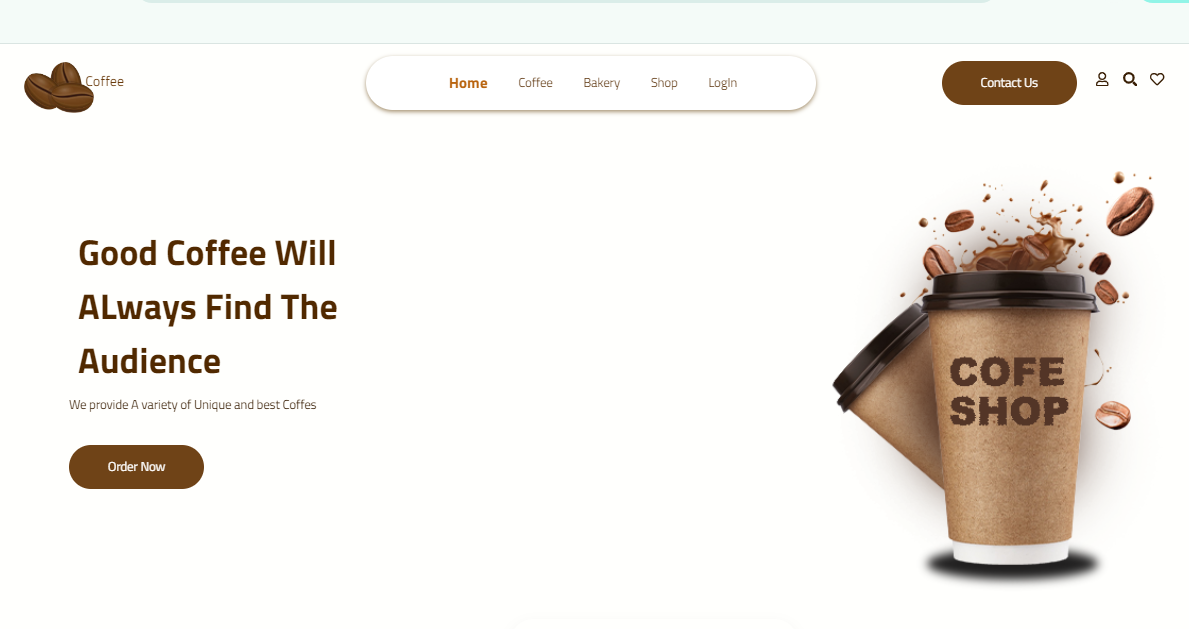 Coffee
Home Coffee Bakery Shop LogIn
Contact Us
Good Coffee Will
ALways Find The
Audience
We provide A variety of Unique and best Coffes
Order Now
COFE
SHOP